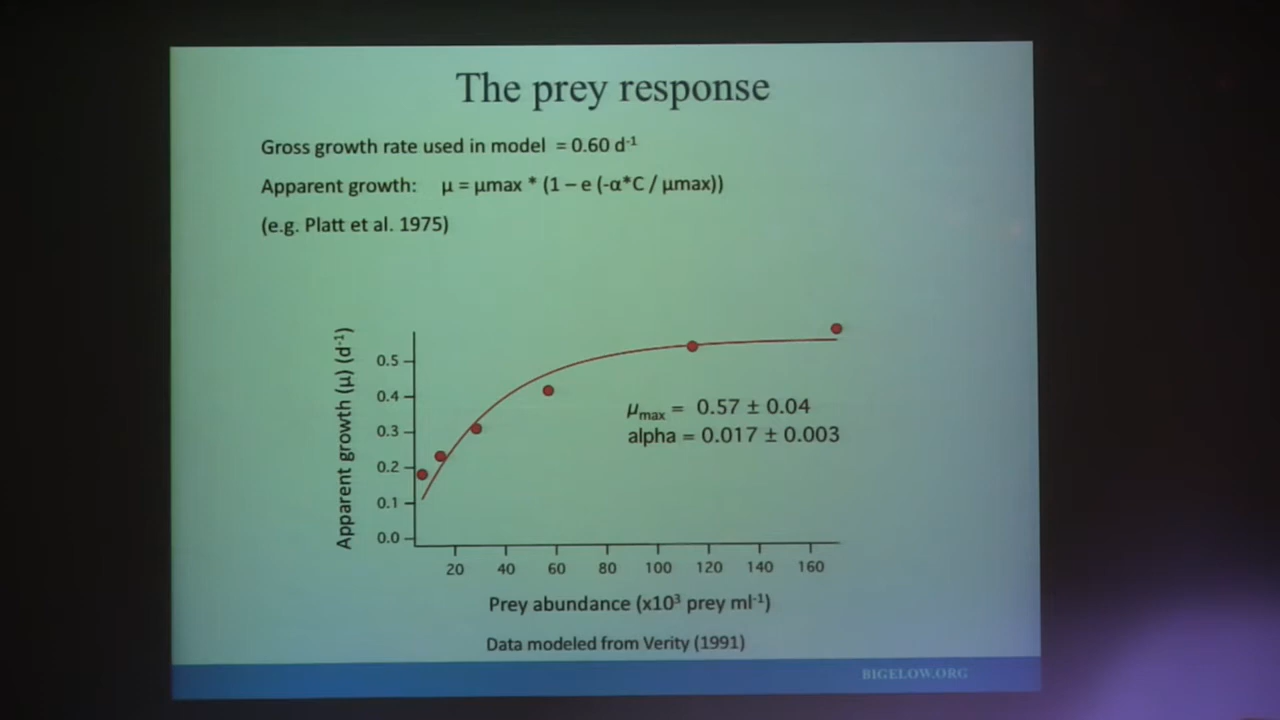 The prey response
Gross growth rate used in model = 0.60 d⁻¹
Apparent growth: μ = μmax * (1 – e (-α*C / μmax))
(e.g. Platt et al. 1975)
Apparent growth (μ) (d⁻¹)
0.5
0.4
0.3
0.2
0.1
0.0
μmax = 0.57 ± 0.04
alpha = 0.017 ± 0.003
20 40 60 80 100 120 140 160
Prey abundance (x10³ prey ml⁻¹)
Data modeled from Verity (1991)
BIGELOW.ORG